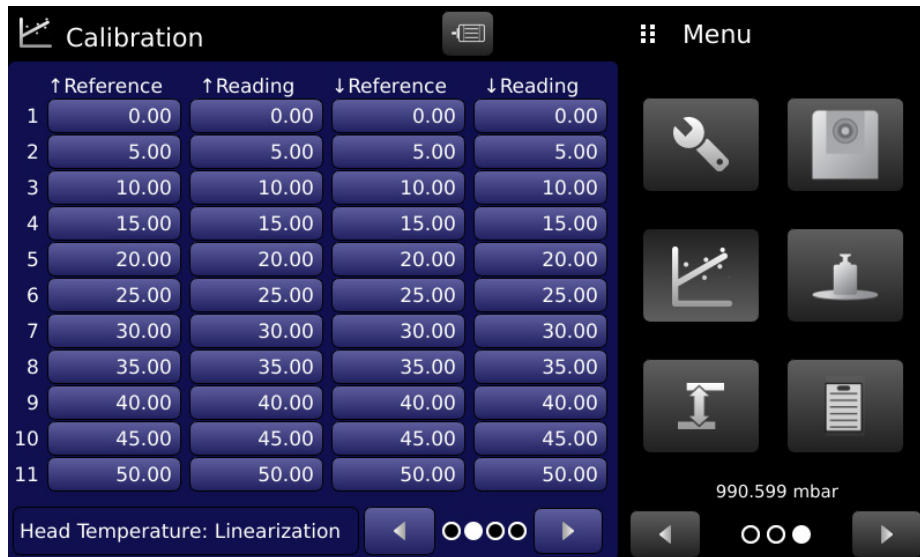 Calibration
Menu
↑Reference ↑Reading ↓Reference ↓Reading
1 0.00 0.00 0.00 0.00
2 5.00 5.00 5.00 5.00
3 10.00 10.00 10.00 10.00
4 15.00 15.00 15.00 15.00
5 20.00 20.00 20.00 20.00
6 25.00 25.00 25.00 25.00
7 30.00 30.00 30.00 30.00
8 35.00 35.00 35.00 35.00
9 40.00 40.00 40.00 40.00
10 45.00 45.00 45.00 45.00
11 50.00 50.00 50.00 50.00
Head Temperature: Linearization
990.599 mbar